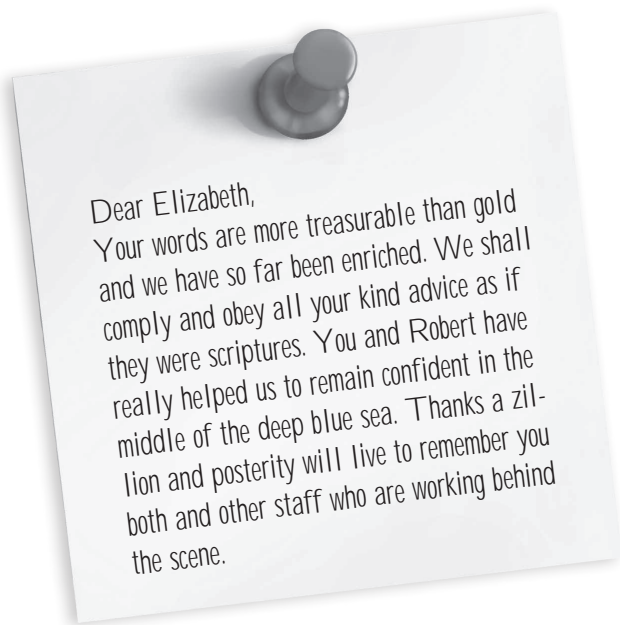 Dear Elizabeth,
Your words are more treasurable than gold
and we have so far been enriched. We shall
comply and obey all your kind advice as if
they were scriptures. You and Robert have
really helped us to remain confident in the
middle of the deep blue sea. Thanks a zil-
lion and posterity will live to remember you
both and other staff who are working behind
the scene.